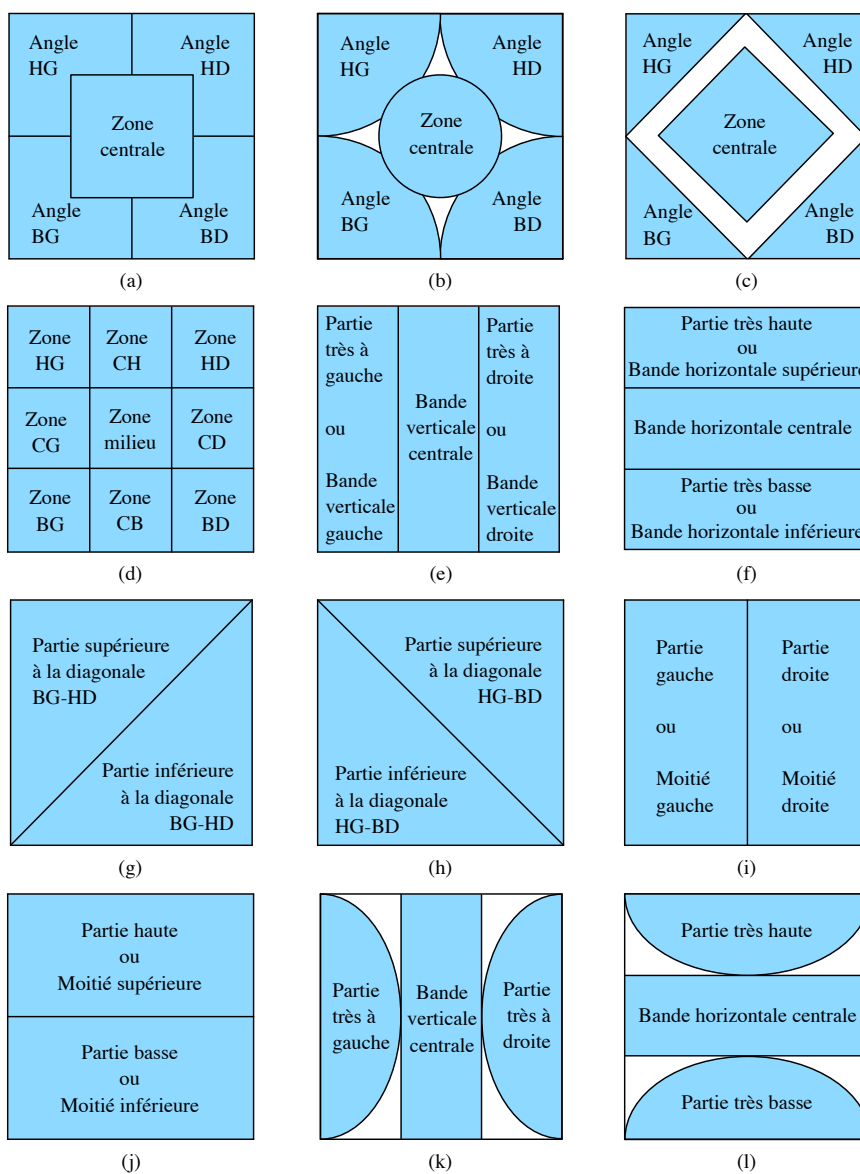 Angle
HG
Angle
HD
Zone
centrale
Angle
BG
Angle
BD
(a)
Angle
HG
Angle
HD
Zone
centrale
Angle
BG
Angle
BD
(b)
Angle
HG
Angle
HD
Zone
centrale
Angle
BG
Angle
BD
(c)
Zone
HG
Zone
CH
Zone
HD
Zone
CG
Zone
milieu
Zone
CD
Zone
BG
Zone
CB
Zone
BD
(d)
Partie
très à
gauche
ou
Bande
verticale
gauche
Bande
verticale
centrale
Partie
très à
droite
ou
Bande
verticale
droite
(e)
Partie très haute
ou
Bande horizontale supérieure
Bande horizontale centrale
Partie très basse
ou
Bande horizontale inférieure
(f)
Partie supérieure
à la diagonale
BG-HD
Partie inférieure
à la diagonale
BG-HD
(g)
Partie supérieure
à la diagonale
HG-BD
Partie inférieure
à la diagonale
HG-BD
(h)
Partie
gauche
ou
Moitié
gauche
Partie
droite
ou
Moitié
droite
(i)
Partie haute
ou
Moitié supérieure
Partie basse
ou
Moitié inférieure
(j)
Partie
très à
gauche
Bande
verticale
centrale
Partie
très à
droite
(k)
Partie très haute
Bande horizontale centrale
Partie très basse
(l)